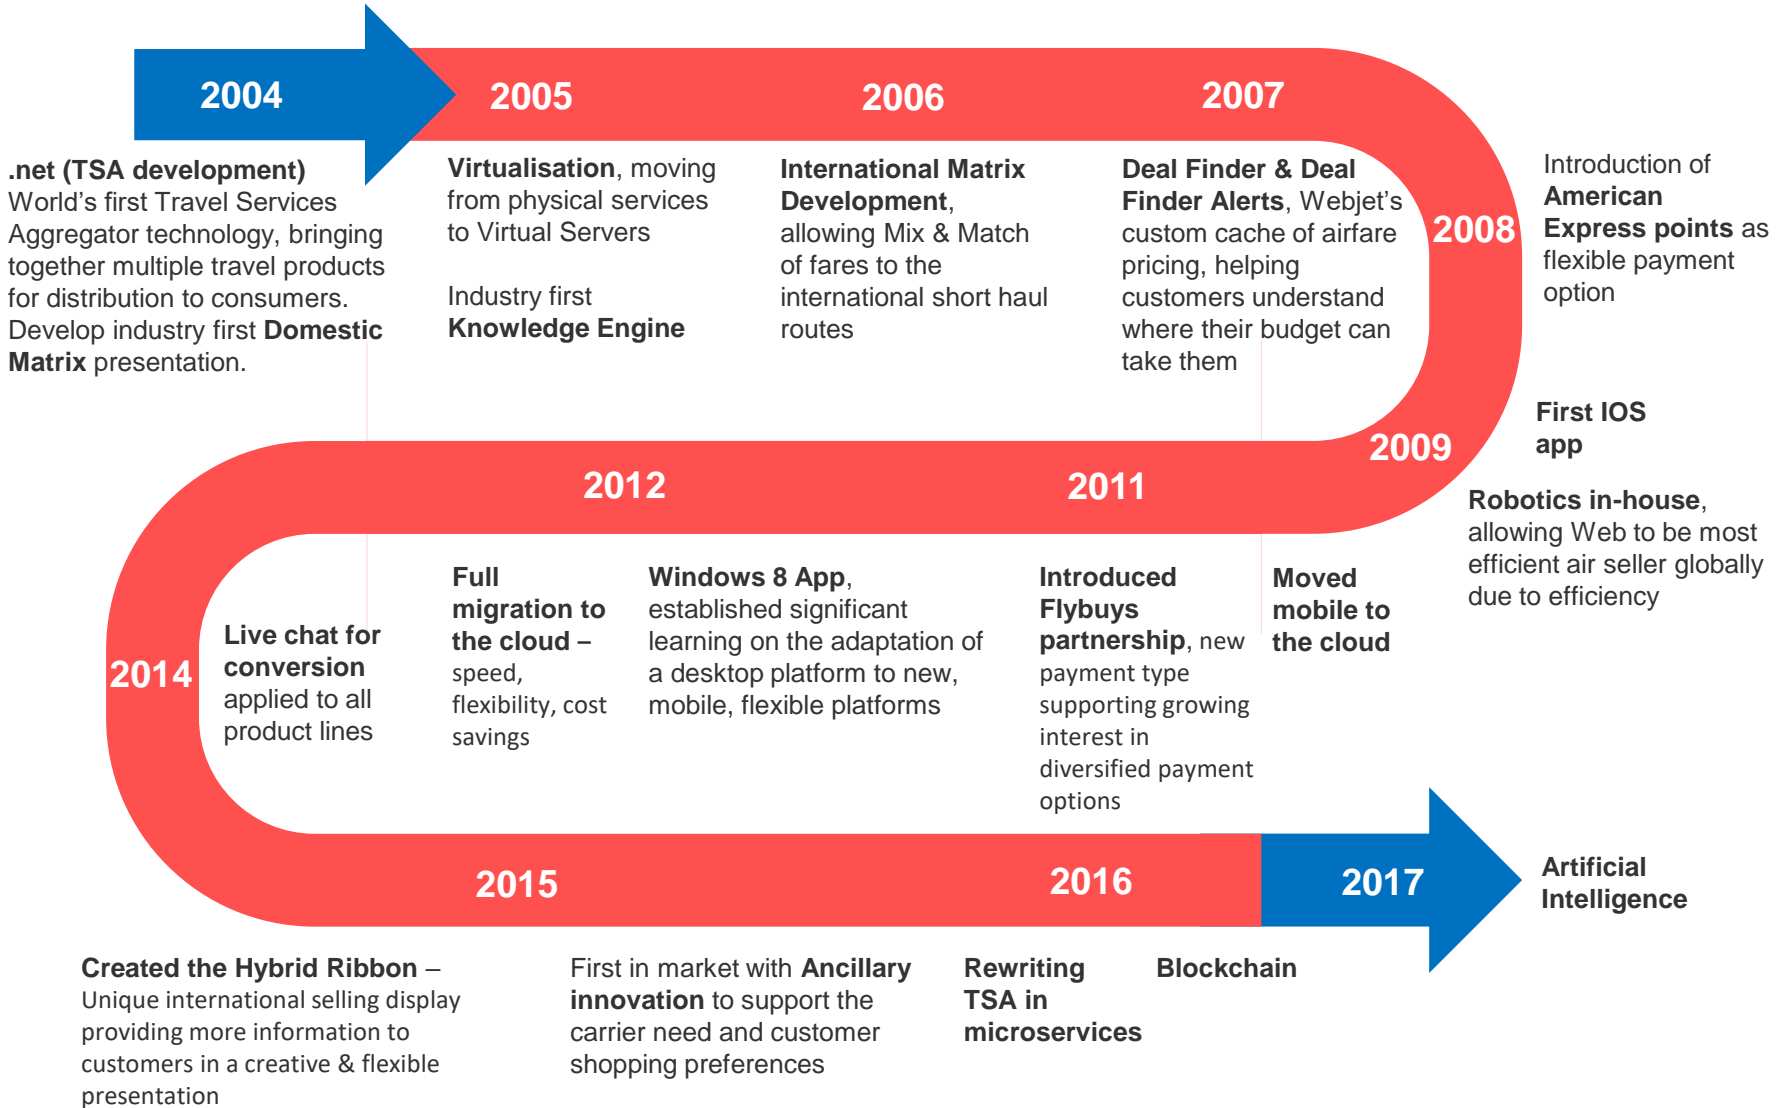 2004
.net (TSA development)
World's first Travel Services
Aggregator technology, bringing
together multiple travel products
for distribution to consumers.
Develop industry first Domestic
Matrix presentation.
2005
Virtualisation, moving
from physical services
to Virtual Servers
Industry first
Knowledge Engine
2006
International Matrix
Development,
allowing Mix & Match
of fares to the
international short haul
routes
2007
Deal Finder & Deal
Finder Alerts, Webjet's
custom cache of airfare
pricing, helping
customers understand
where their budget can
take them
2008
Introduction of
American
Express points as
flexible payment
option
2009
First IOS
app
Robotics in-house,
allowing Web to be most
efficient air seller globally
due to efficiency
2011
Moved
mobile to
the cloud
Introduced
Flybuys
partnership, new
payment type
supporting growing
interest in
diversified payment
options
2012
Windows 8 App,
established significant
learning on the adaptation of
a desktop platform to new,
mobile, flexible platforms
Full
migration to
the cloud –
speed,
flexibility, cost
savings
2014
Live chat for
conversion
applied to all
product lines
2015
Created the Hybrid Ribbon –
Unique international selling display
providing more information to
customers in a creative & flexible
presentation
First in market with Ancillary
innovation to support the
carrier need and customer
shopping preferences
2016
Rewriting
TSA in
microservices
Blockchain
2017
Artificial
Intelligence